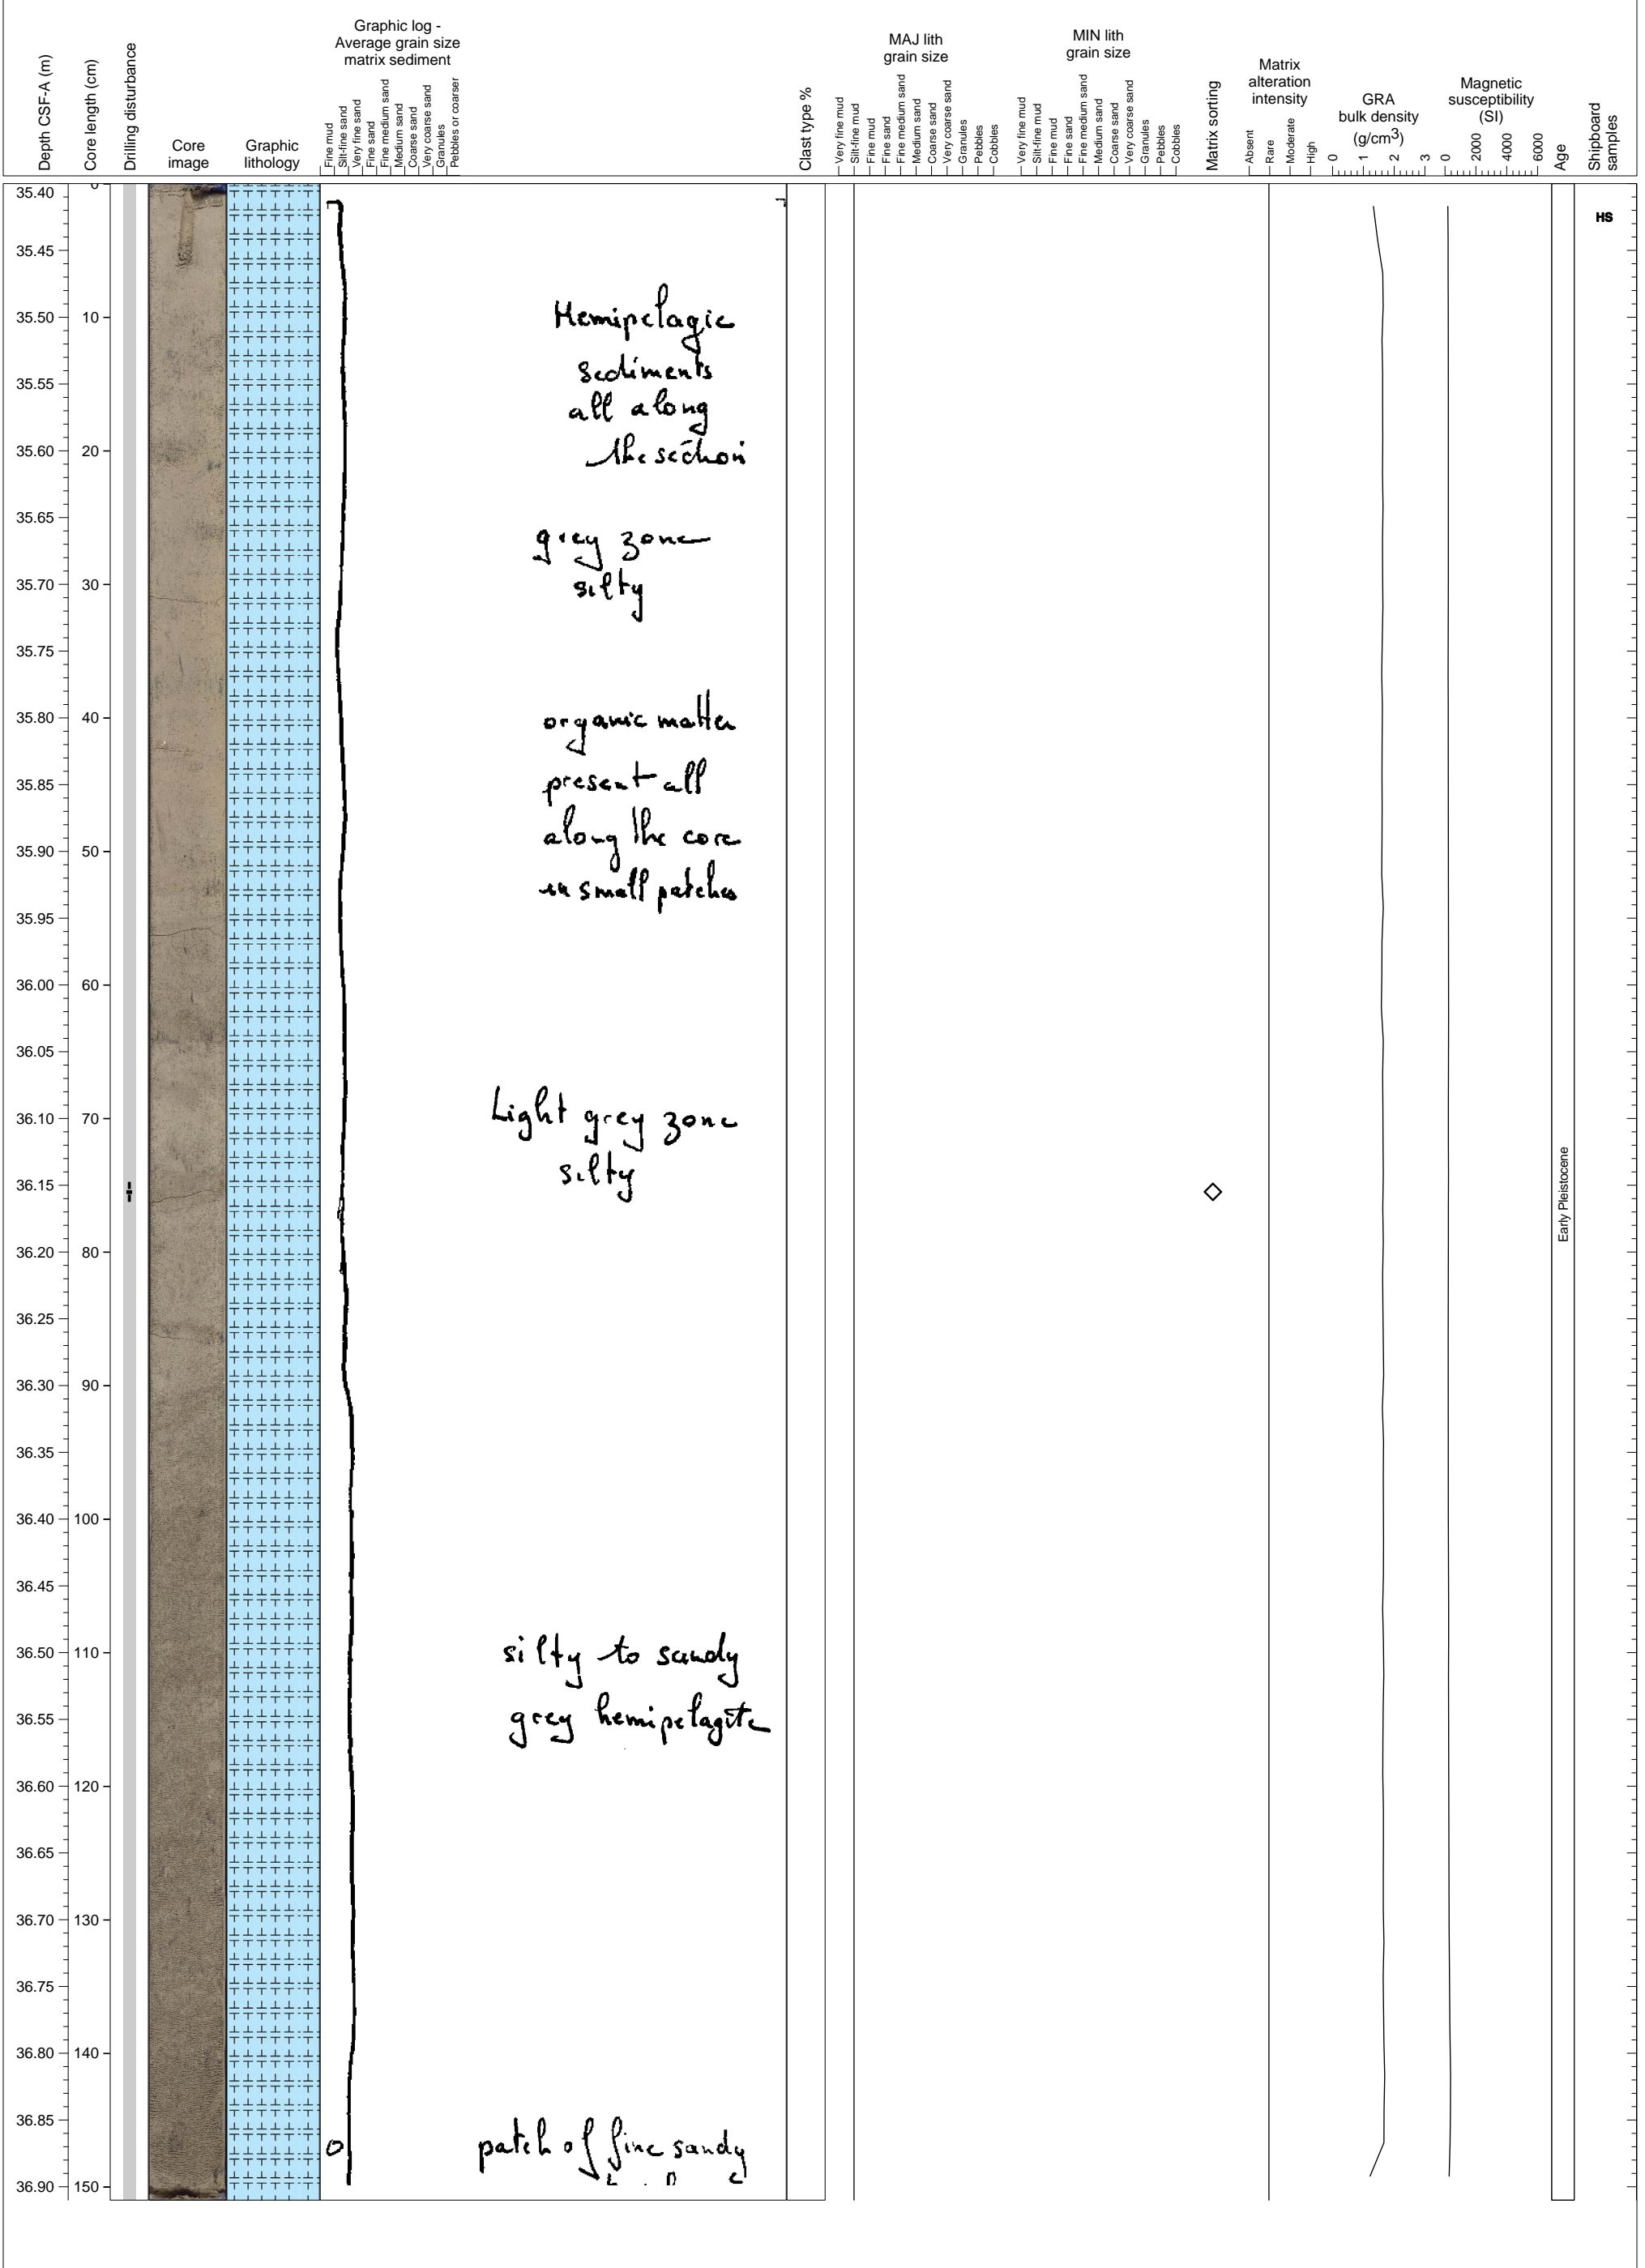 Depth CSF-A (m)
Core length (cm)
Drilling disturbance
Core
image
Graphic
lithology
Graphic log -
Average grain size
matrix sediment
Fine mud
Silt-fine sand
Very fine sand
Fine sand
Fine medium sand
Medium sand
Coarse sand
Very coarse sand
Granules
Pebbles or coarser
Clast type %
MAJ lith
grain size
Very fine mud
Silt-fine mud
Fine mud
Fine sand
Fine medium sand
Medium sand
Coarse sand
Very coarse sand
Granules
Pebbles
Cobbles
MIN lith
grain size
Very fine mud
Silt-fine mud
Fine mud
Fine sand
Fine medium sand
Medium sand
Coarse sand
Very coarse sand
Granules
Pebbles
Cobbles
Matrix sorting
Matrix
alteration
intensity
Absent
Rare
Moderate
High
GRA
bulk density
(g/cm3)
0 1 2 3
Magnetic
susceptibility
(SI)
0 2000 4000 6000
Age
Shipboard
samples
35.40 0
HS
35.45
35.50 10
Hemipelagic
35.55
sediments
all along
35.60 20
the section
35.65
grey zone
35.70 30
silty
35.75
35.80 40
organic matter
35.85
present all
35.90 50
along the core
in small patches
35.95
36.00 60
36.05
36.10 70
Light grey zone
36.15
silty
Early Pleistocene
36.20 80
36.25
36.30 90
36.35
36.40 100
36.45
36.50 110
silty to sandy
36.55
grey hemipelagite
36.60 120
36.65
36.70 130
36.75
36.80 140
36.85
patch of fine sandy
36.90 150